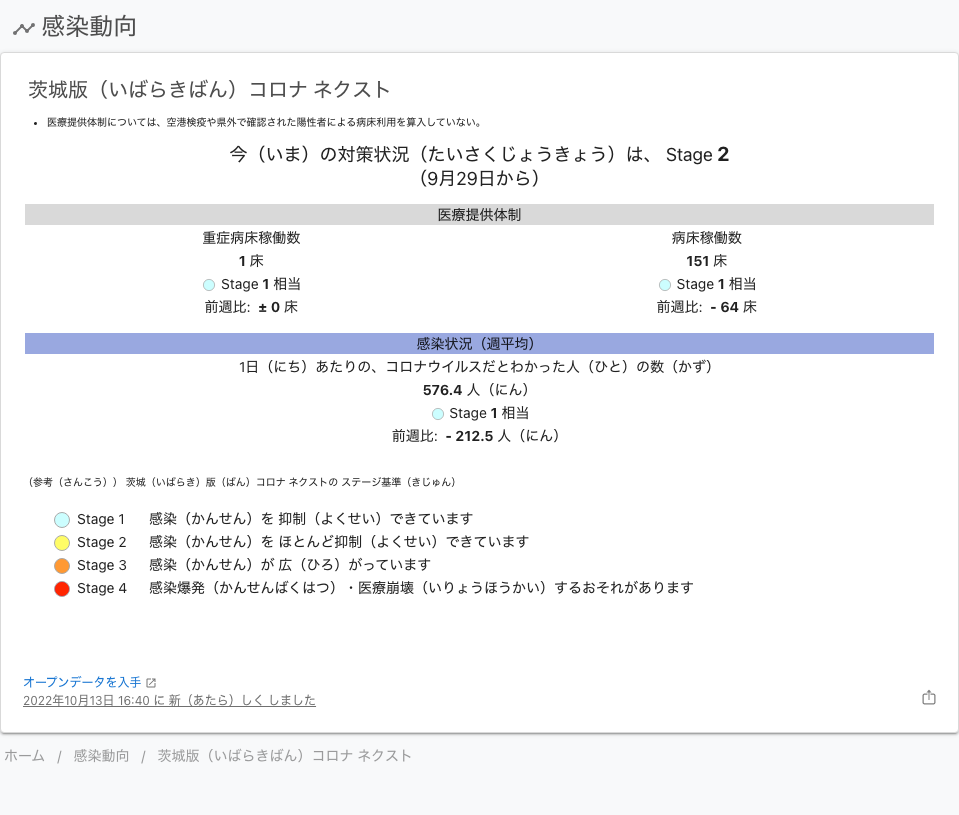 感染動向
茨城版（いばらきばん）コロナ ネクスト
• 医療提供体制については、空港検疫や県外で確認された陽性者による病床利用を算入していない。
今（いま）の対策状況（たいさくじょうきょう）は、 Stage 2
（9月29日から）
医療提供体制
重症病床稼働数
1 床
Stage 1 相当
前週比: ± 0 床
病床稼働数
151 床
Stage 1 相当
前週比: - 64 床
感染状況（週平均）
1日（にち）あたりの、コロナウイルスだとわかった人（ひと）の数（かず）
576.4 人（にん）
Stage 1 相当
前週比: - 212.5 人（にん）
（参考（さんこう）） 茨城（いばらき）版（ばん）コロナ ネクストの ステージ基準（きじゅん）
Stage 1 感染（かんせん）を 抑制（よくせい）できています
Stage 2 感染（かんせん）を ほとんど抑制（よくせい）できています
Stage 3 感染（かんせん）が 広（ひろ）がっています
Stage 4 感染爆発（かんせんばくはつ）・医療崩壊（いりょうほうかい）するおそれがあります
オープンデータを入手
2022年10月13日 16:40 に 新（あたら）しく しました
ホーム / 感染動向 / 茨城版（いばらきばん）コロナ ネクスト